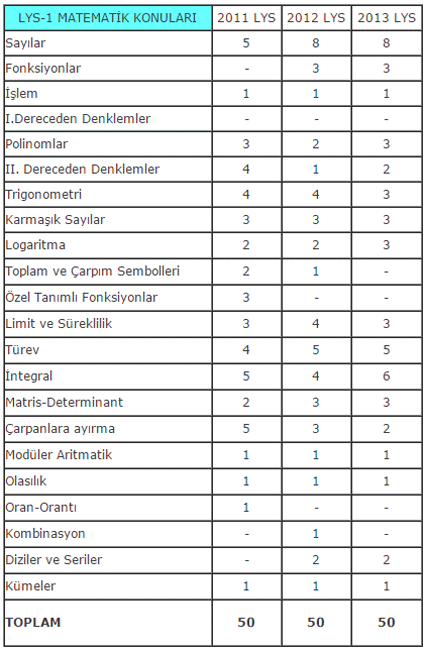 LYS-1 MATEMATİK KONULARI 2011 LYS 2012 LYS 2013 LYS
Sayılar 5 8 8
Fonksiyonlar - 3 3
İşlem 1 1 1
I.Dereceden Denklemler - - -
Polinomlar 3 2 3
II. Dereceden Denklemler 4 1 2
Trigonometri 4 4 3
Karmaşık Sayılar 3 3 3
Logaritma 2 2 3
Toplam ve Çarpım Sembolleri 2 1 -
Özel Tanımlı Fonksiyonlar 3 - -
Limit ve Süreklilik 3 4 3
Türev 4 5 5
İntegral 5 4 6
Matris-Determinant 2 3 3
Çarpanlara ayırma 5 3 2
Modüler Aritmatik 1 1 1
Olasılık 1 1 1
Oran-Orantı 1 - -
Kombinasyon - 1 -
Diziler ve Seriler - 2 2
Kümeler 1 1 1
TOPLAM 50 50 50